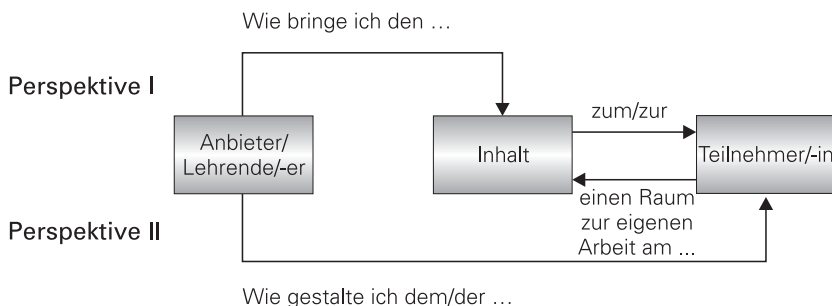 Wie bringe ich den …
Perspektive I
Anbieter/
Lehrende/-er
Inhalt
zum/zur
Teilnehmer/-in
einen Raum
zur eigenen
Arbeit am ...
Perspektive II
Wie gestalte ich dem/der …